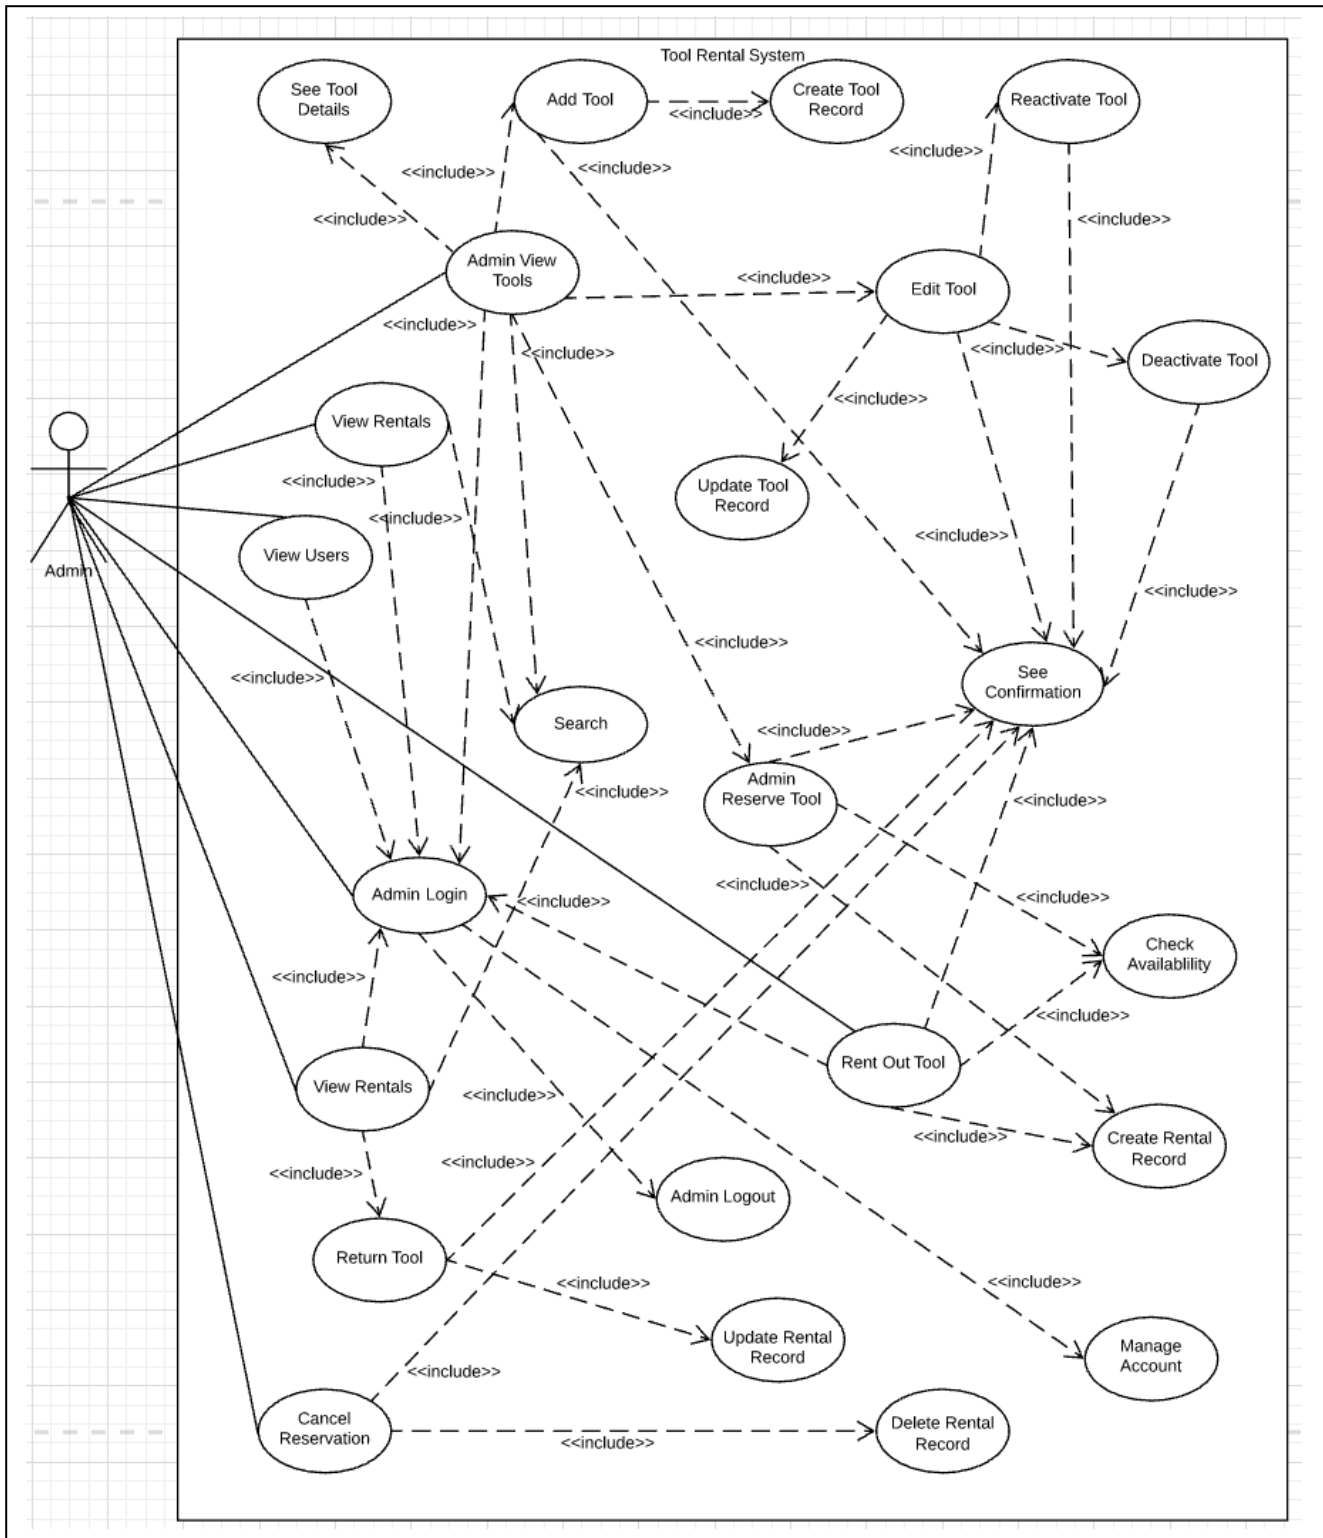 Tool Rental System
See Tool
Details
Add Tool
<<include>>
Create Tool
Record
Reactivate Tool
<<include>>
<<include>>
<<include>>
<<include>>
<<include>>
Admin View
Tools
<<include>>
Edit Tool
<<include>>
<<include>>
<<include>>
Deactivate Tool
View Rentals
<<include>>
<<include>>
Update Tool
Record
<<include>>
<<include>>
View Users
Admin
<<include>>
<<include>>
<<include>>
See
Confirmation
Search
<<include>>
<<include>>
Admin
Reserve Tool
<<include>>
Admin Login
<<include>>
<<include>>
<<include>>
Check
Availablility
<<include>>
<<include>>
Rent Out Tool
View Rentals
<<include>>
<<include>>
Create Rental
Record
<<include>>
<<include>>
Admin Logout
Return Tool
<<include>>
<<include>>
Update Rental
Record
Manage
Account
<<include>>
Cancel
Reservation
<<include>>
Delete Rental
Record